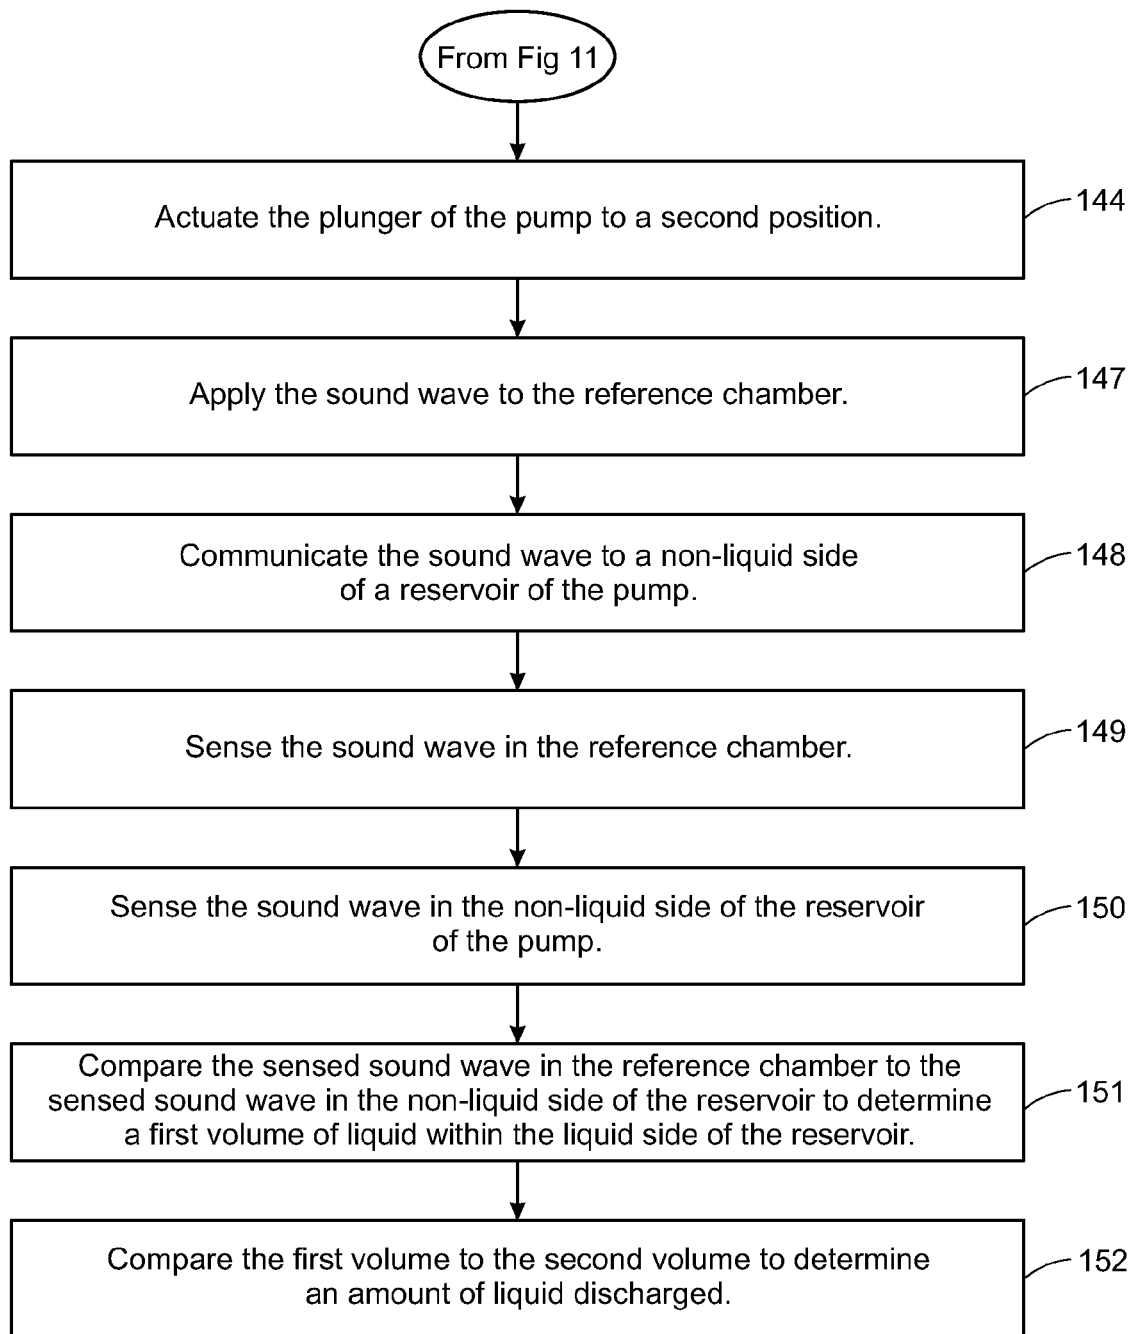 From Fig 11
Actuate the plunger of the pump to a second position.
144
Apply the sound wave to the reference chamber.
147
Communicate the sound wave to a non-liquid side
of a reservoir of the pump.
148
Sense the sound wave in the reference chamber.
149
Sense the sound wave in the non-liquid side of the reservoir
of the pump.
150
Compare the sensed sound wave in the reference chamber to the
sensed sound wave in the non-liquid side of the reservoir to determine
a first volume of liquid within the liquid side of the reservoir.
151
Compare the first volume to the second volume to determine
an amount of liquid discharged.
152